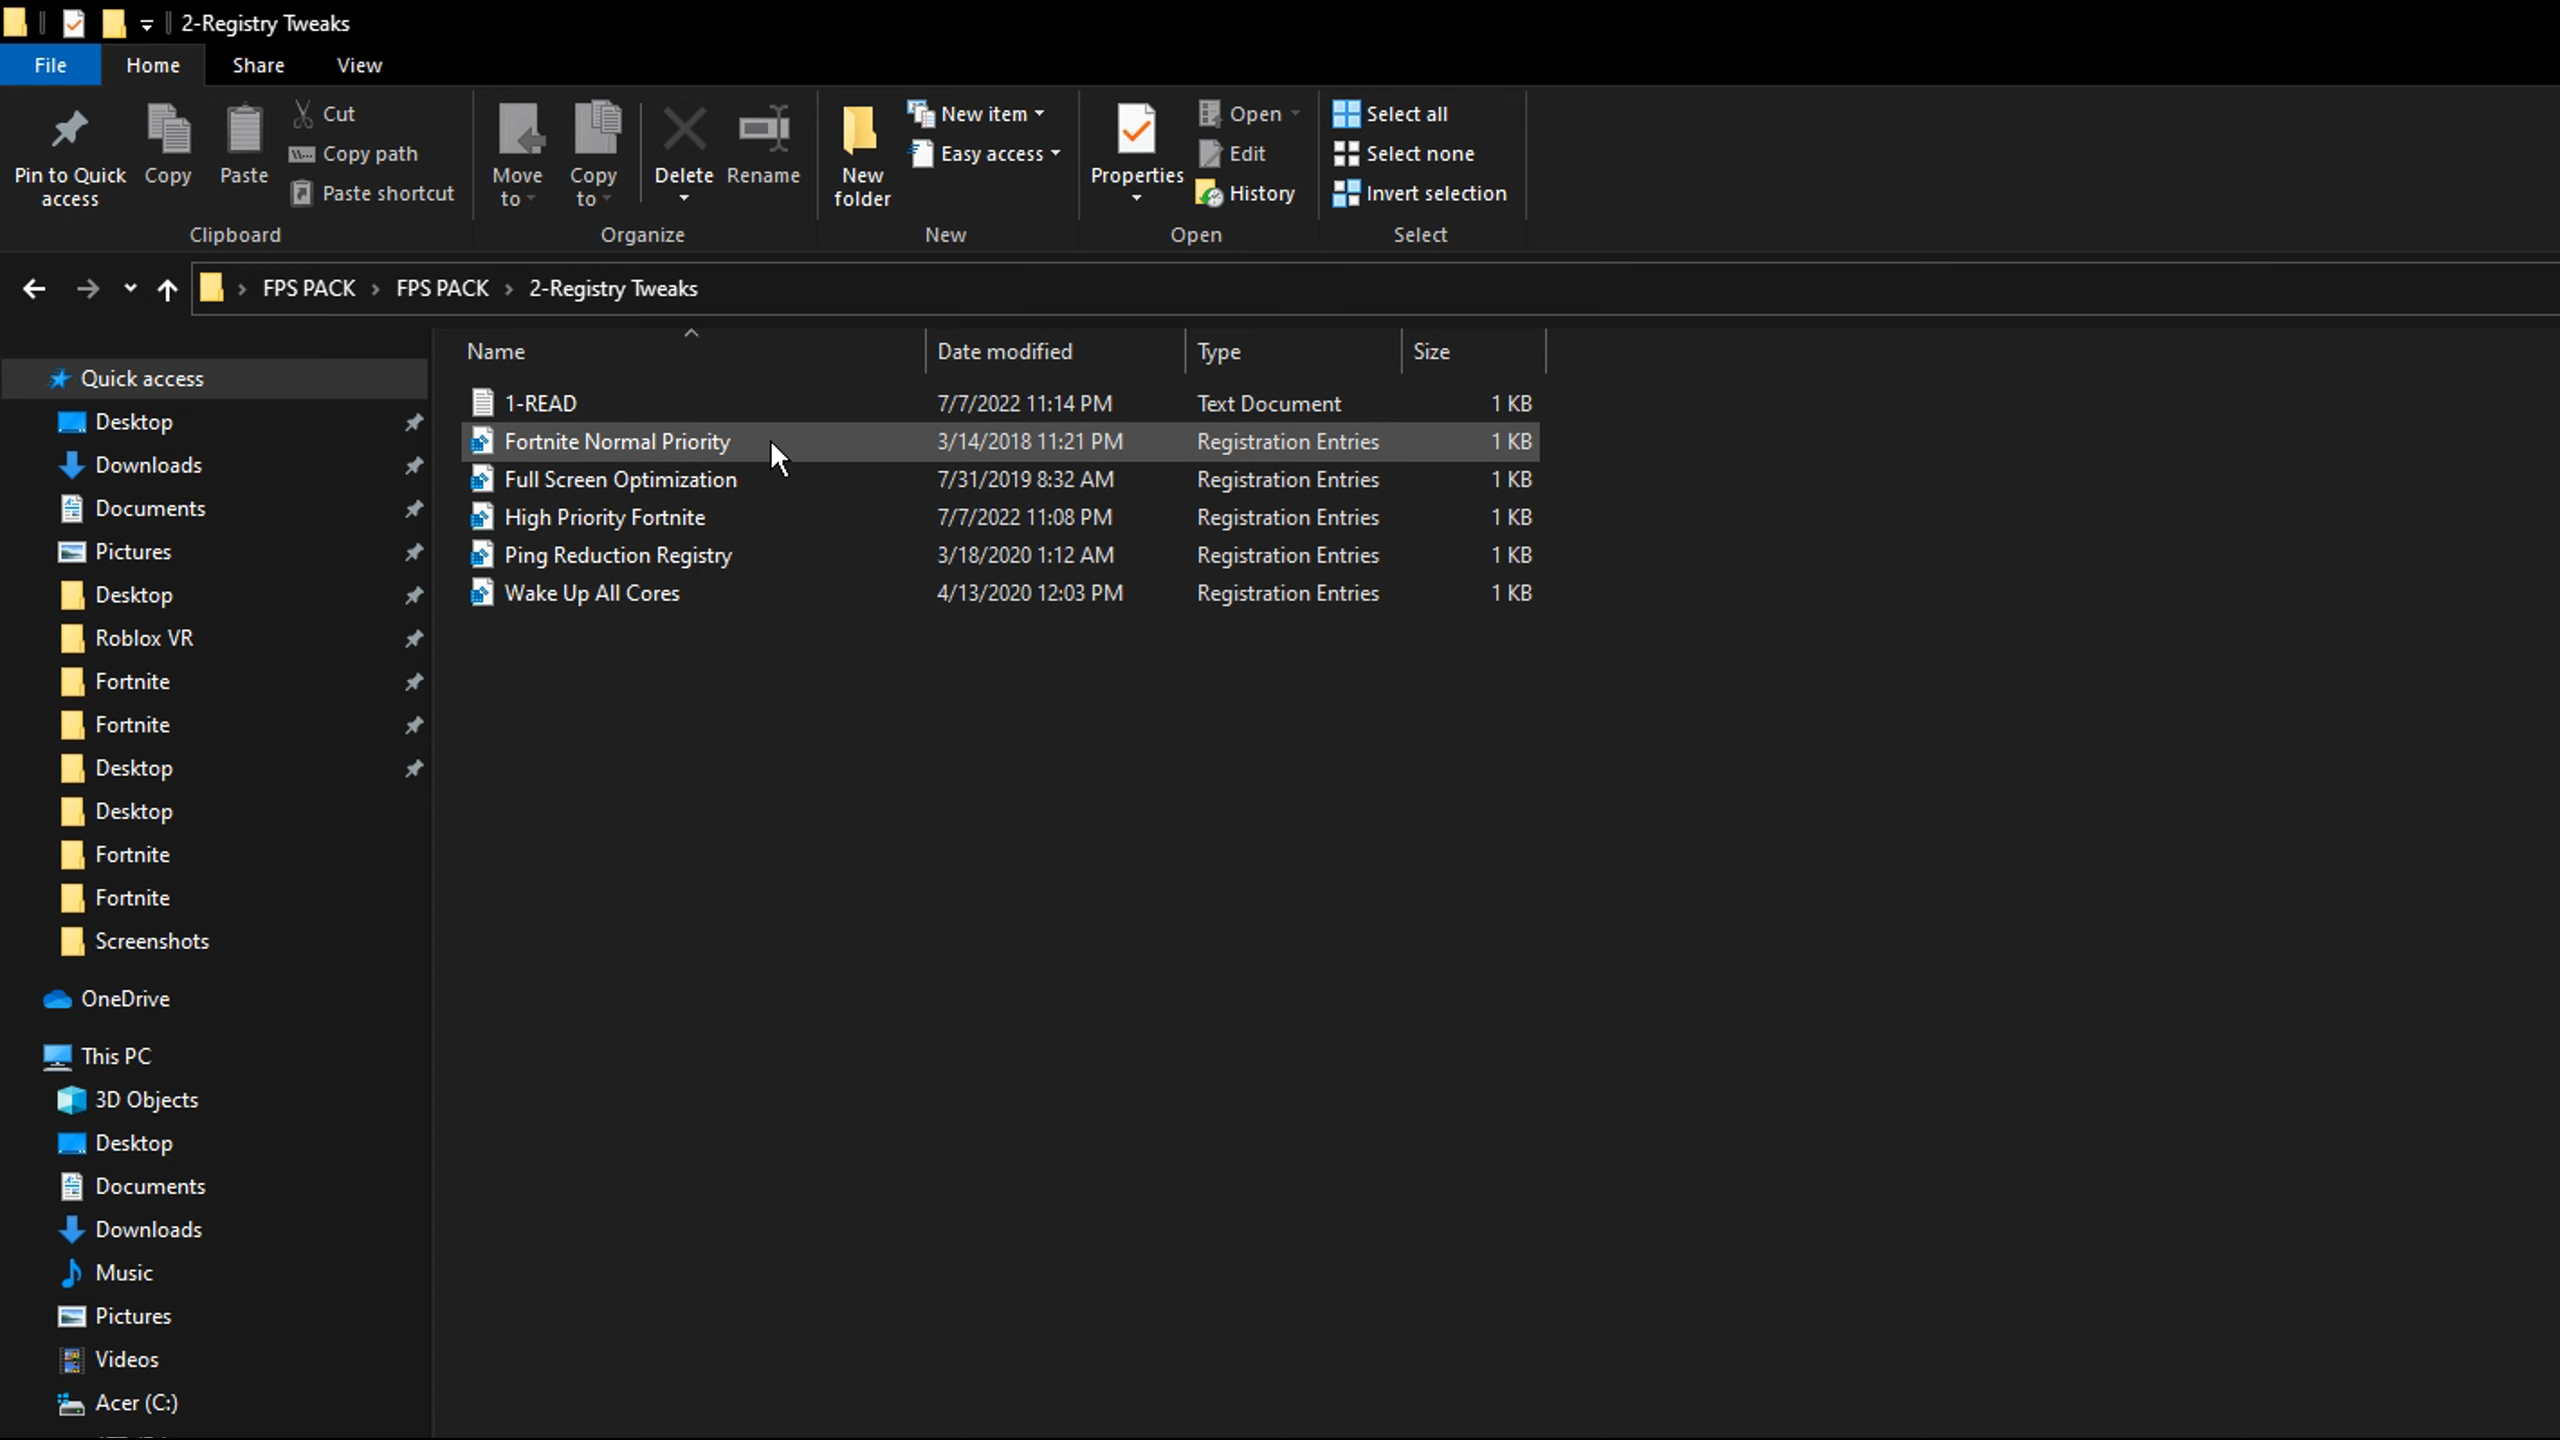 2-Registry Tweaks
File Home Share View
Pin to Quick access
Copy
Paste
Cut
Copy path
Paste shortcut
Clipboard
Move to
Copy to
Delete
Rename
Organize
New folder
New item
Easy access
New
Properties
Open
Edit
History
Open
Select all
Select none
Invert selection
Select
FPS PACK > FPS PACK > 2-Registry Tweaks
Name Date modified Type Size
1-READ 7/7/2022 11:14 PM Text Document 1 KB
Fortnite Normal Priority 3/14/2018 11:21 PM Registration Entries 1 KB
Full Screen Optimization 7/31/2019 8:32 AM Registration Entries 1 KB
High Priority Fortnite 7/7/2022 11:08 PM Registration Entries 1 KB
Ping Reduction Registry 3/18/2020 1:12 AM Registration Entries 1 KB
Wake Up All Cores 4/13/2020 12:03 PM Registration Entries 1 KB
Quick access
Desktop
Downloads
Documents
Pictures
Desktop
Roblox VR
Fortnite
Fortnite
Desktop
Desktop
Fortnite
Fortnite
Screenshots
OneDrive
This PC
3D Objects
Desktop
Documents
Downloads
Music
Pictures
Videos
Acer (C:)